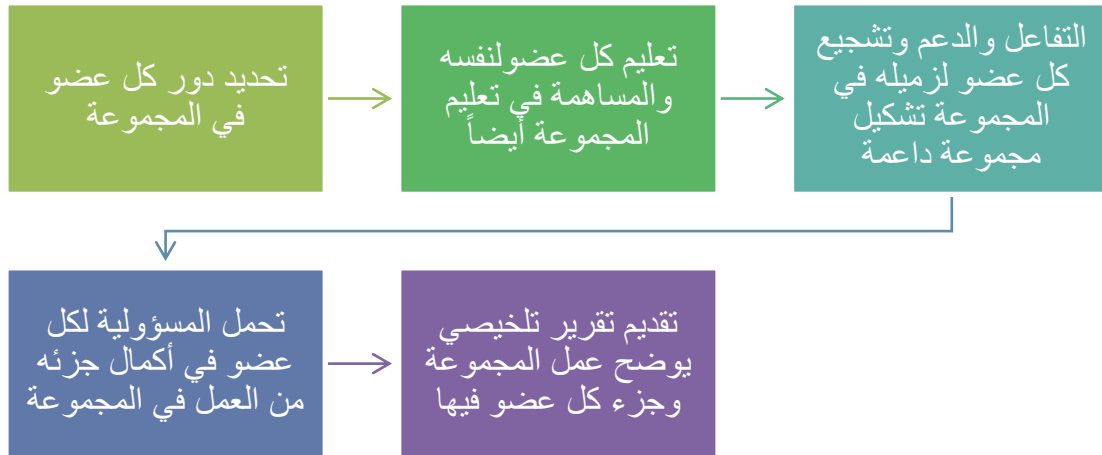 تحديد دور كل عضو
في المجموعة
تعليم كل عضولنفسه
والمساهمة في تعليم
المجموعة أيضاً
التفاعل والدعم وتشجيع
كل عضو لزميله في
المجموعة تشكيل
مجموعة داعمة
تحمل المسؤولية لكل
عضو في أكمال جزئه
من العمل في المجموعة
تقديم تقرير تلخيصي
يوضح عمل المجموعة
وجزء كل عضو فيها